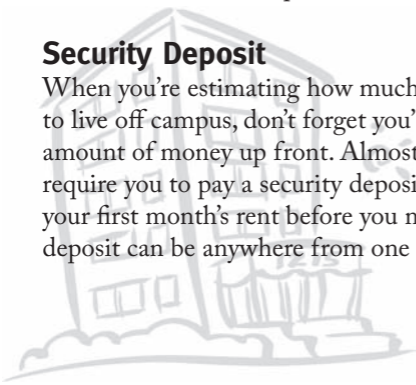 Security Deposit
When you're estimating how much
to live off campus, don't forget you'
amount of money up front. Almost
require you to pay a security deposi
your first month's rent before you
deposit can be anywhere from one